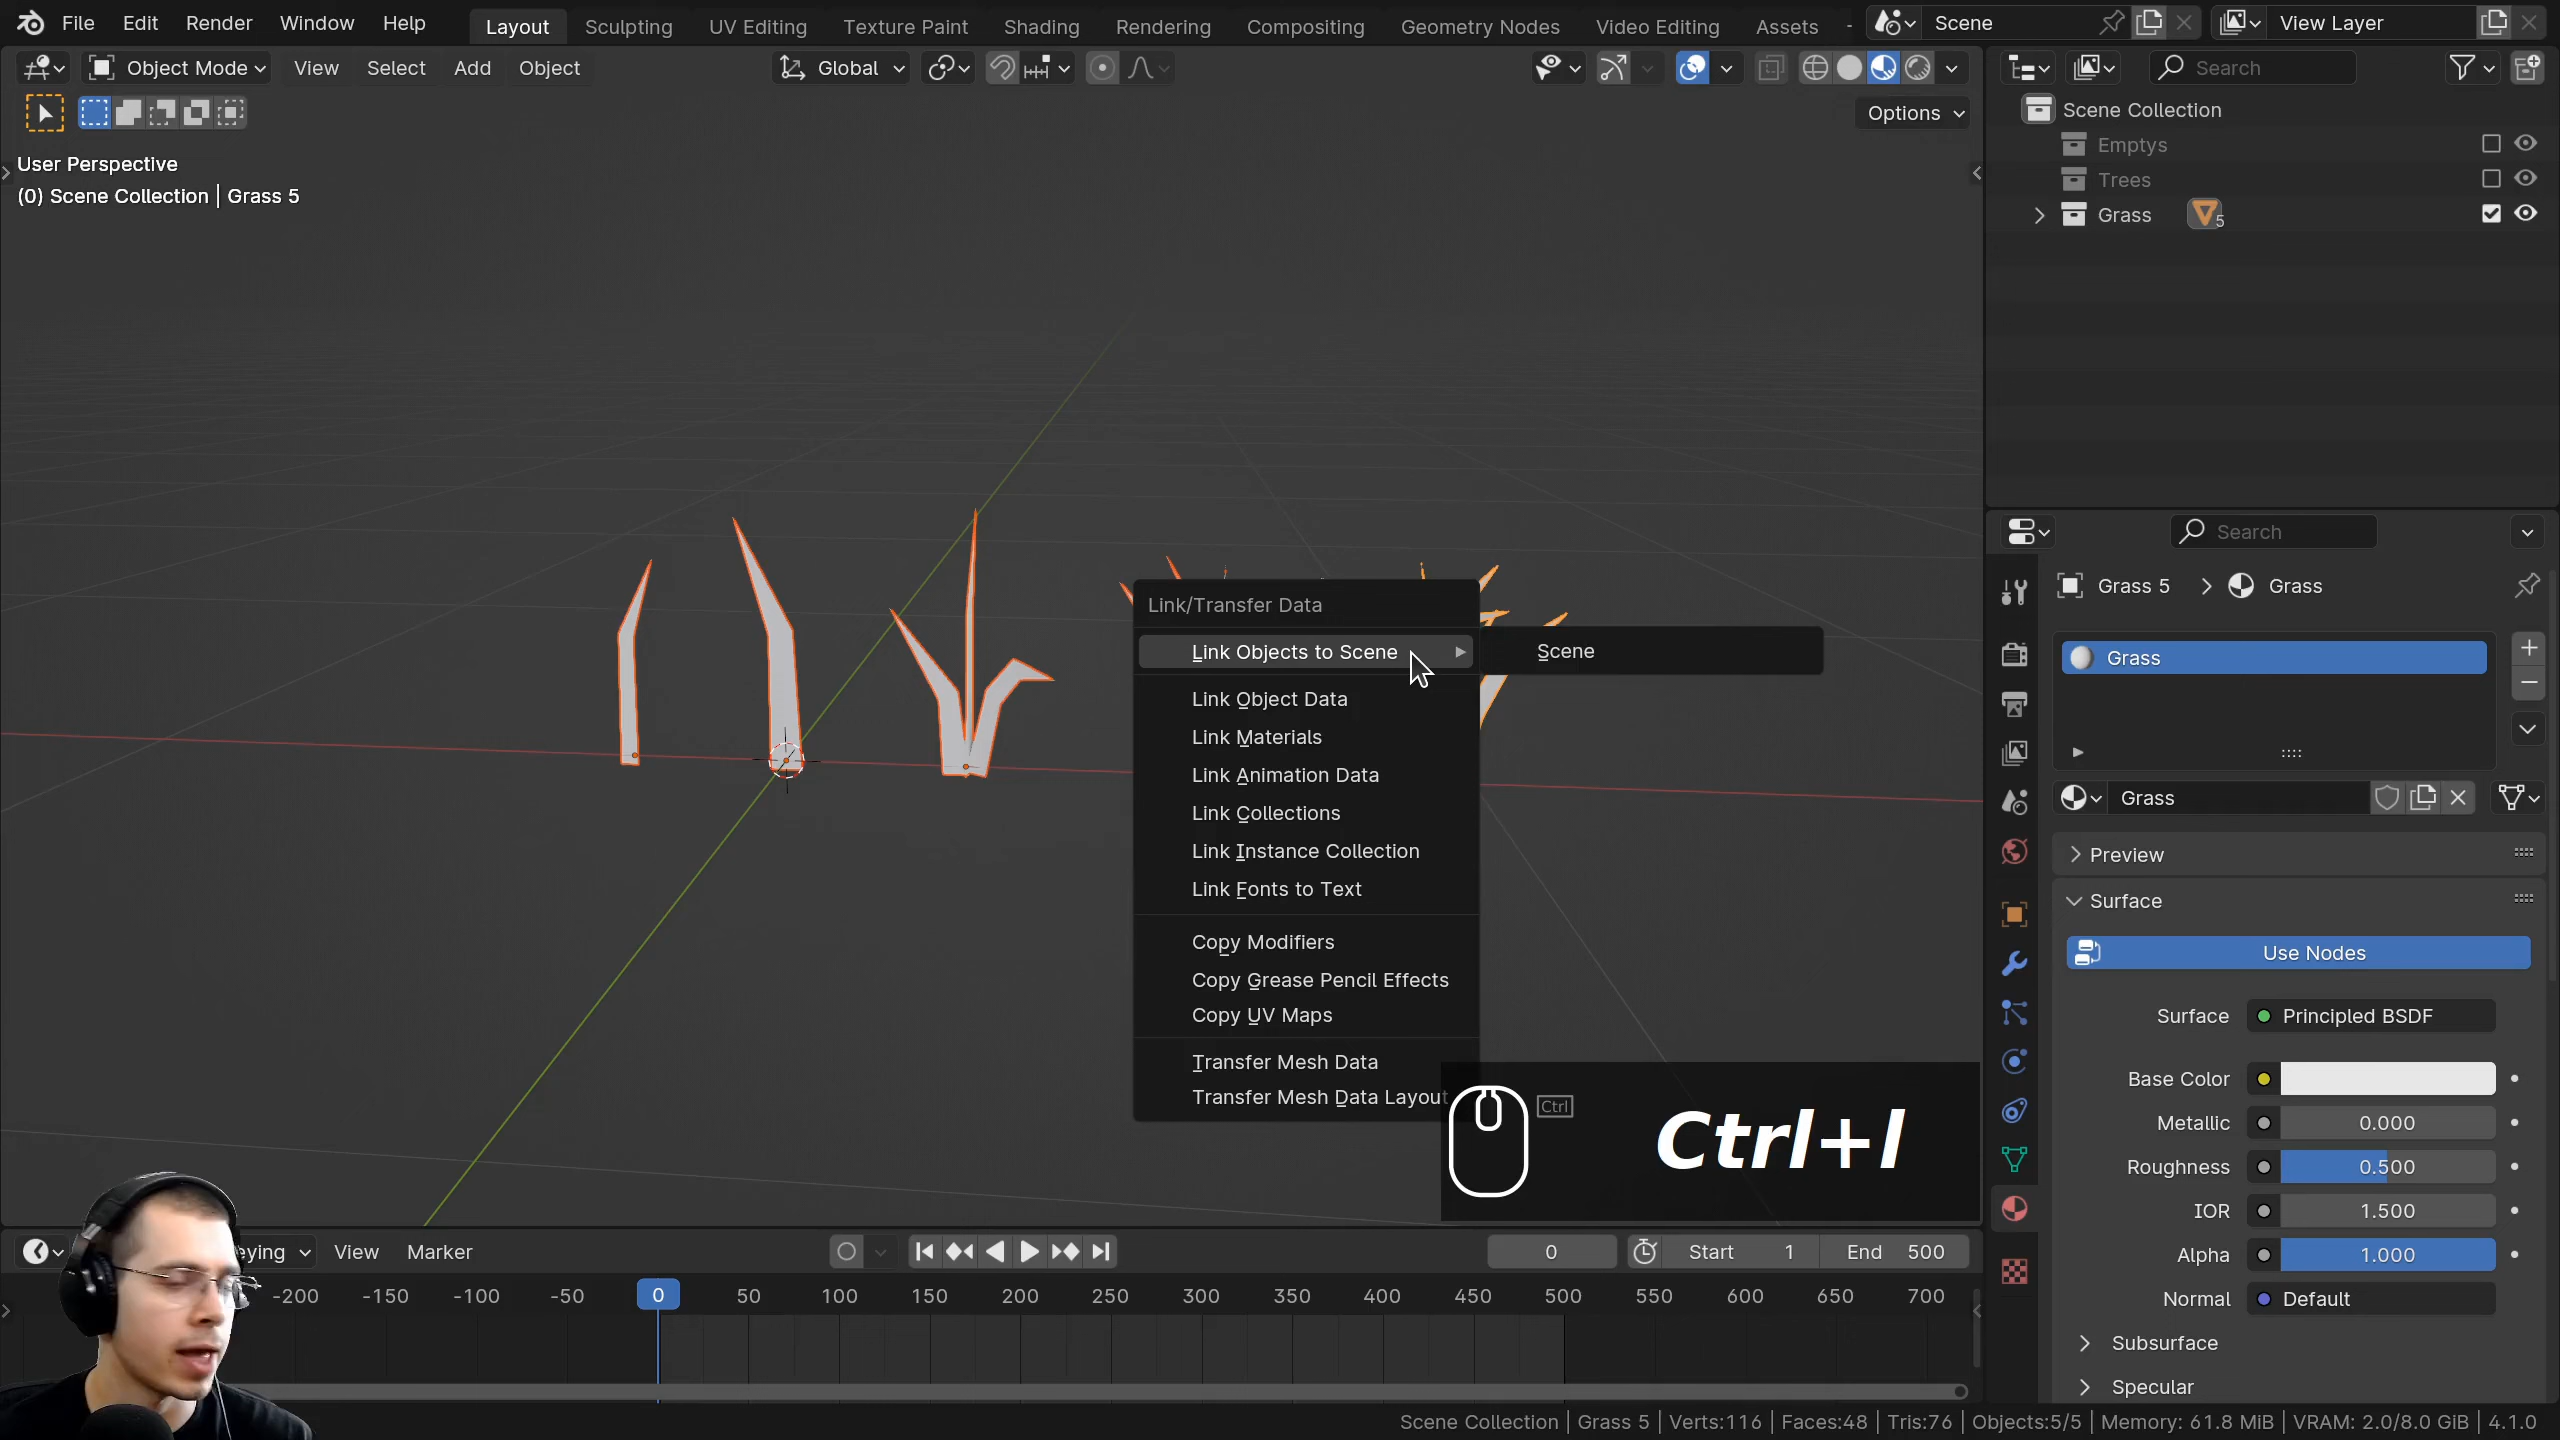 File Edit Render Window Help
Layout Sculpting UV Editing Texture Paint Shading Rendering Compositing Geometry Nodes Video Editing Assets
Scene
View Layer
Object Mode View Select Add Object
Global
Options
User Perspective
(0) Scene Collection | Grass 5
Search
Scene Collection
Emptys
Trees
Grass 5
Link/Transfer Data
Link Objects to Scene
Scene
Link Object Data
Link Materials
Link Animation Data
Link Collections
Link Instance Collection
Link Fonts to Text
Copy Modifiers
Copy Grease Pencil Effects
Copy UV Maps
Transfer Mesh Data
Transfer Mesh Data Layout
Ctrl
Ctrl+l
Search
Grass 5 > Grass
Grass
Grass
Preview
Surface
Use Nodes
Surface Principled BSDF
Base Color
Metallic 0.000
Roughness 0.500
IOR 1.500
Alpha 1.000
Normal Default
Subsurface
Specular
eying View Marker
0
Start 1 End 500
-200 -150 -100 -50 0 50 100 150 200 250 300 350 400 450 500 550 600 650 700
Scene Collection | Grass 5 | Verts:116 | Faces:48 | Tris:76 | Objects:5/5 | Memory: 61.8 MiB | VRAM: 2.0/8.0 GiB | 4.1.0